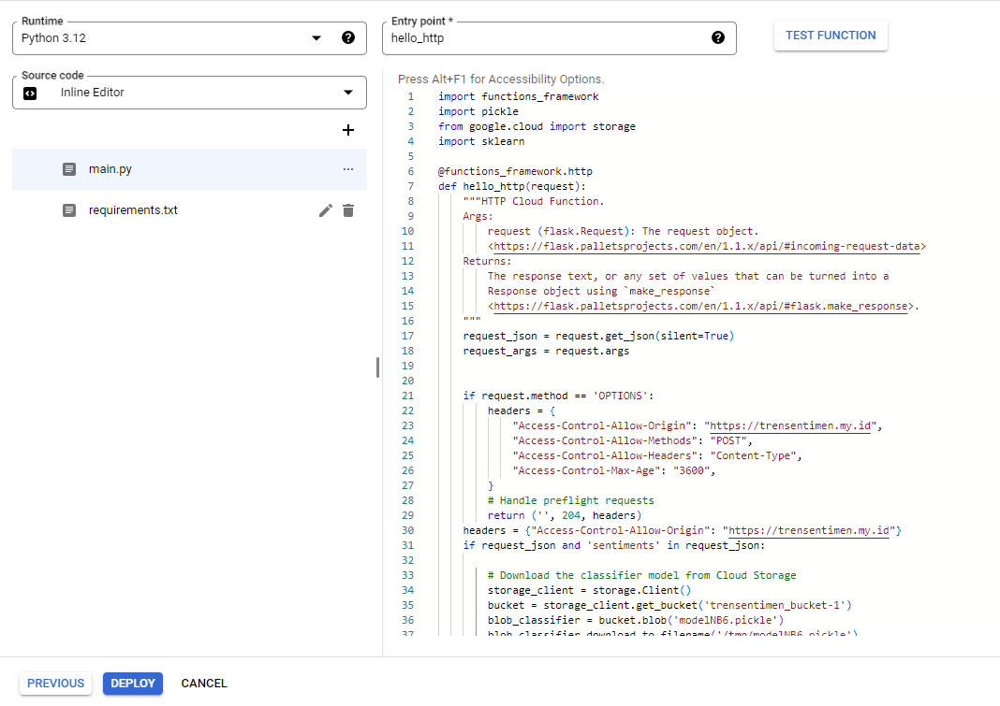 Runtime
Python 3.12
Entry point *
hello_http
TEST FUNCTION
Source code
Inline Editor
main.py
requirements.txt
Press Alt+F1 for Accessibility Options.
1 import functions_framework
2 import pickle
3 from google.cloud import storage
4 import sklearn
5
6 @functions_framework.http
7 def hello_http(request):
8 """HTTP Cloud Function.
9 Args:
10 request (flask.Request): The request object.
11 <https://flask.palletsprojects.com/en/1.1.x/api/#incoming-request-data>
12 Returns:
13 The response text, or any set of values that can be turned into a
14 Response object using `make_response`
15 <https://flask.palletsprojects.com/en/1.1.x/api/#flask.make_response>.
16 """
17 request_json = request.get_json(silent=True)
18 request_args = request.args
19
20
21 if request.method == 'OPTIONS':
22 headers = {
23 "Access-Control-Allow-Origin": "https://trensentimen.my.id",
24 "Access-Control-Allow-Methods": "POST",
25 "Access-Control-Allow-Headers": "Content-Type",
26 "Access-Control-Max-Age": "3600",
27 }
28 # Handle preflight requests
29 return ('', 204, headers)
30 headers = {"Access-Control-Allow-Origin": "https://trensentimen.my.id"}
31 if request_json and 'sentiments' in request_json:
32
33 # Download the classifier model from Cloud Storage
34 storage_client = storage.Client()
35 bucket = storage_client.get_bucket('trensentimen_bucket-1')
36 blob_classifier = bucket.blob('modelNB6.pickle')
37 blob_classifier.download_to_filename('/tmp/modelNB6.pickle')
PREVIOUS
DEPLOY
CANCEL